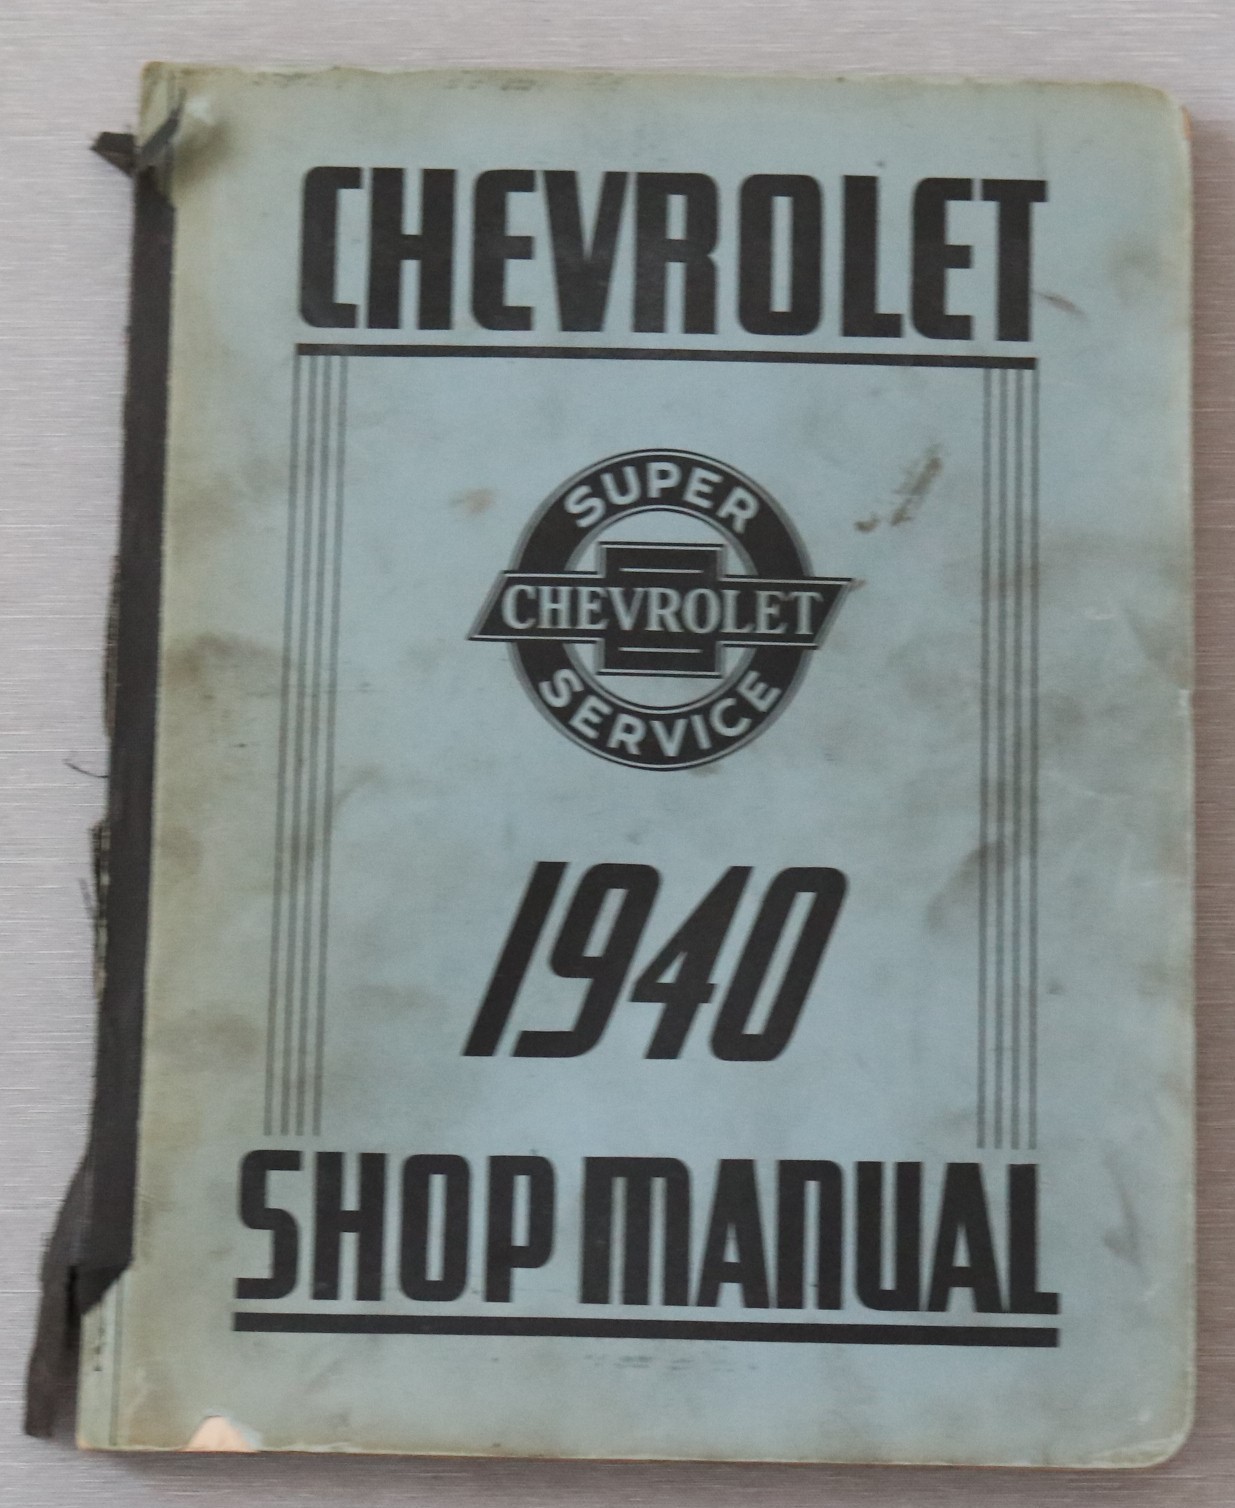 CHEVROLET
SUPER
CHEVROLET
SERVICE
1940
SHOP MANUAL